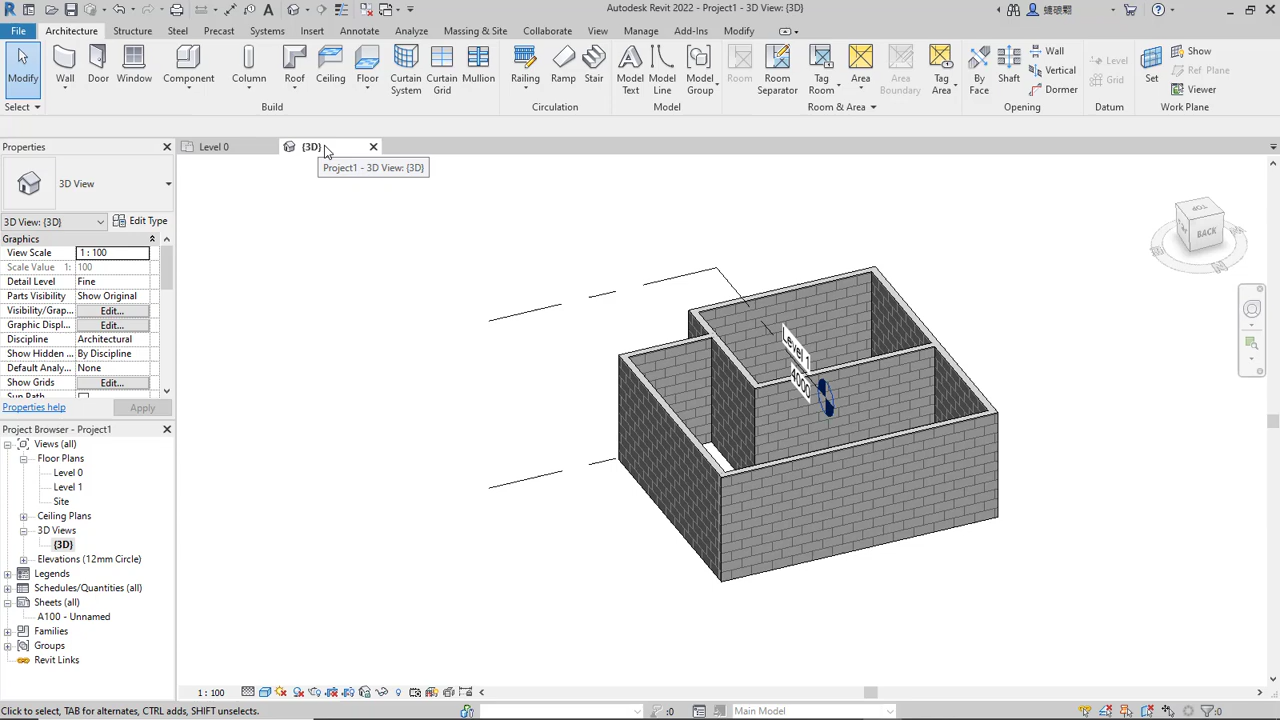 Autodesk Revit 2022 - Project1 - 3D View: {3D}
File Architecture Structure Steel Precast Systems Insert Annotate Analyze Massing & Site Collaborate View Manage Add-Ins Modify
Modify Wall Door Window Component Column Roof Ceiling Floor Curtain System Curtain Grid Mullion Railing Ramp Stair Model Text Model Line Model Group Room Room Separator Tag Room Area Area Boundary Tag Area By Face Shaft Wall Vertical Dormer Level Grid Set Show Ref Plane Viewer
Select Build Circulation Model Room & Area Opening Datum Work Plane
Properties
Level 0
{3D}
Project1 - 3D View: {3D}
3D View
3D View: {3D} Edit Type
Graphics
View Scale 1 : 100
Scale Value 1: 100
Detail Level Fine
Parts Visibility Show Original
Visibility/Grap... Edit...
Graphic Displ... Edit...
Discipline Architectural
Show Hidden ... By Discipline
Default Analy... None
Show Grids Edit...
Sun Path
Properties help Apply
Project Browser - Project1
Views (all)
Floor Plans
Level 0
Level 1
Site
Ceiling Plans
3D Views
{3D}
Elevations (12mm Circle)
Legends
Schedules/Quantities (all)
Sheets (all)
A100 - Unnamed
Families
Groups
Revit Links
Level 1
4000
TOP
BACK
1 : 100
Click to select, TAB for alternates, CTRL adds, SHIFT unselects.
:0
Main Model
:0